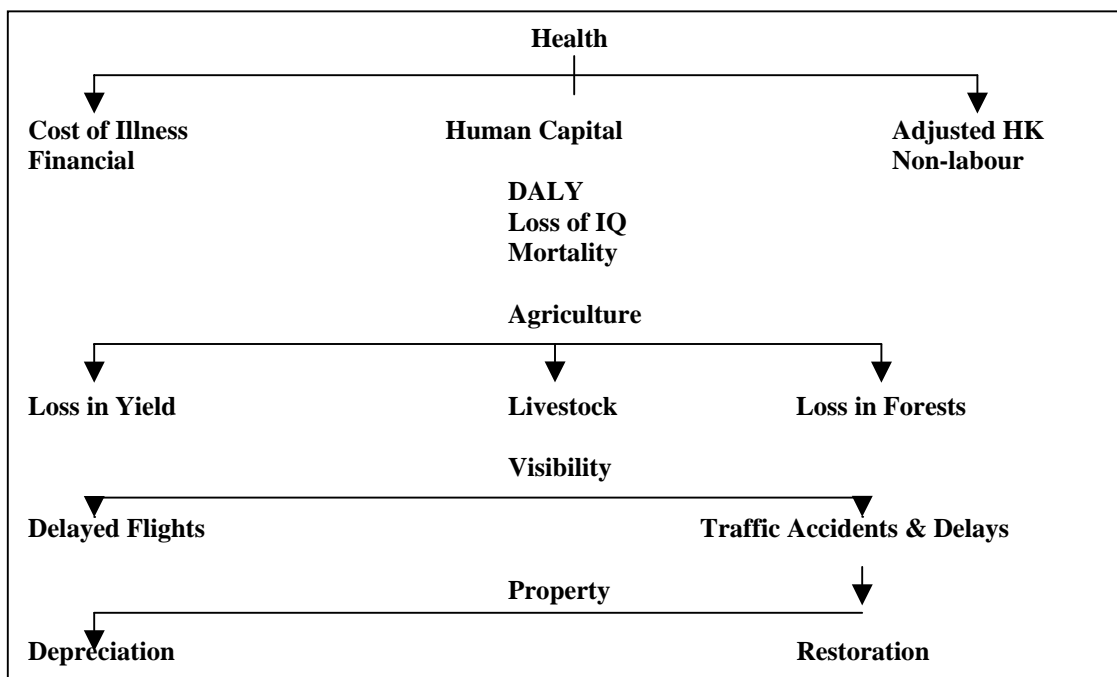 Health
Cost of Illness Human Capital Adjusted HK
Financial Non-labour
DALY
Loss of IQ
Mortality
Agriculture
Loss in Yield Livestock Loss in Forests
Visibility
Delayed Flights Traffic Accidents & Delays
Property
Depreciation Restoration